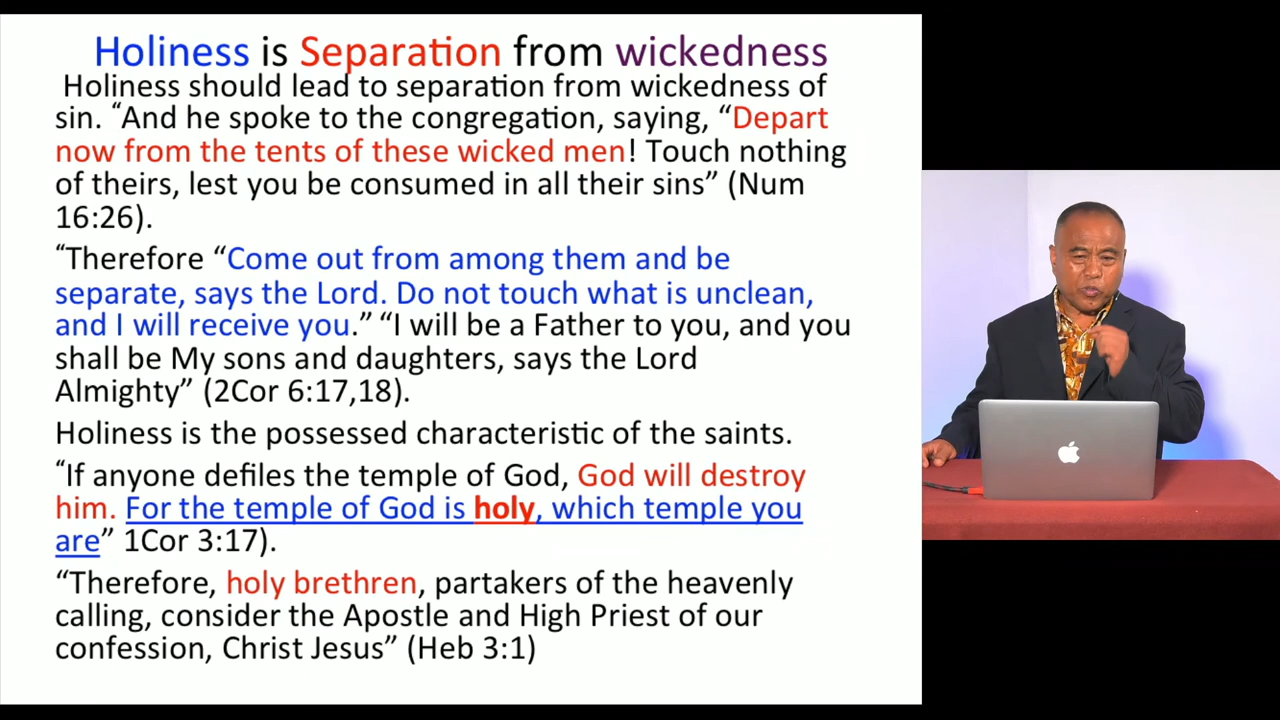 Holiness is Separation from wickedness
Holiness should lead to separation from wickedness of
sin. “And he spoke to the congregation, saying, “Depart
now from the tents of these wicked men! Touch nothing
of theirs, lest you be consumed in all their sins” (Num
16:26).
“Therefore “Come out from among them and be
separate, says the Lord. Do not touch what is unclean,
and I will receive you.” “I will be a Father to you, and you
shall be My sons and daughters, says the Lord
Almighty” (2Cor 6:17,18).
Holiness is the possessed characteristic of the saints.
“If anyone defiles the temple of God, God will destroy
him. For the temple of God is holy, which temple you
are” 1Cor 3:17).
“Therefore, holy brethren, partakers of the heavenly
calling, consider the Apostle and High Priest of our
confession, Christ Jesus” (Heb 3:1)